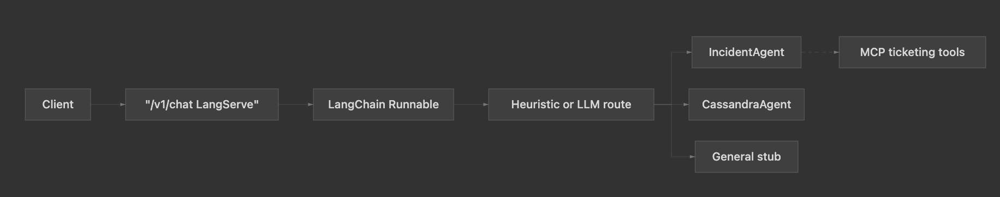 Client
"/v1/chat LangServe"
LangChain Runnable
Heuristic or LLM route
IncidentAgent
MCP ticketing tools
CassandraAgent
General stub